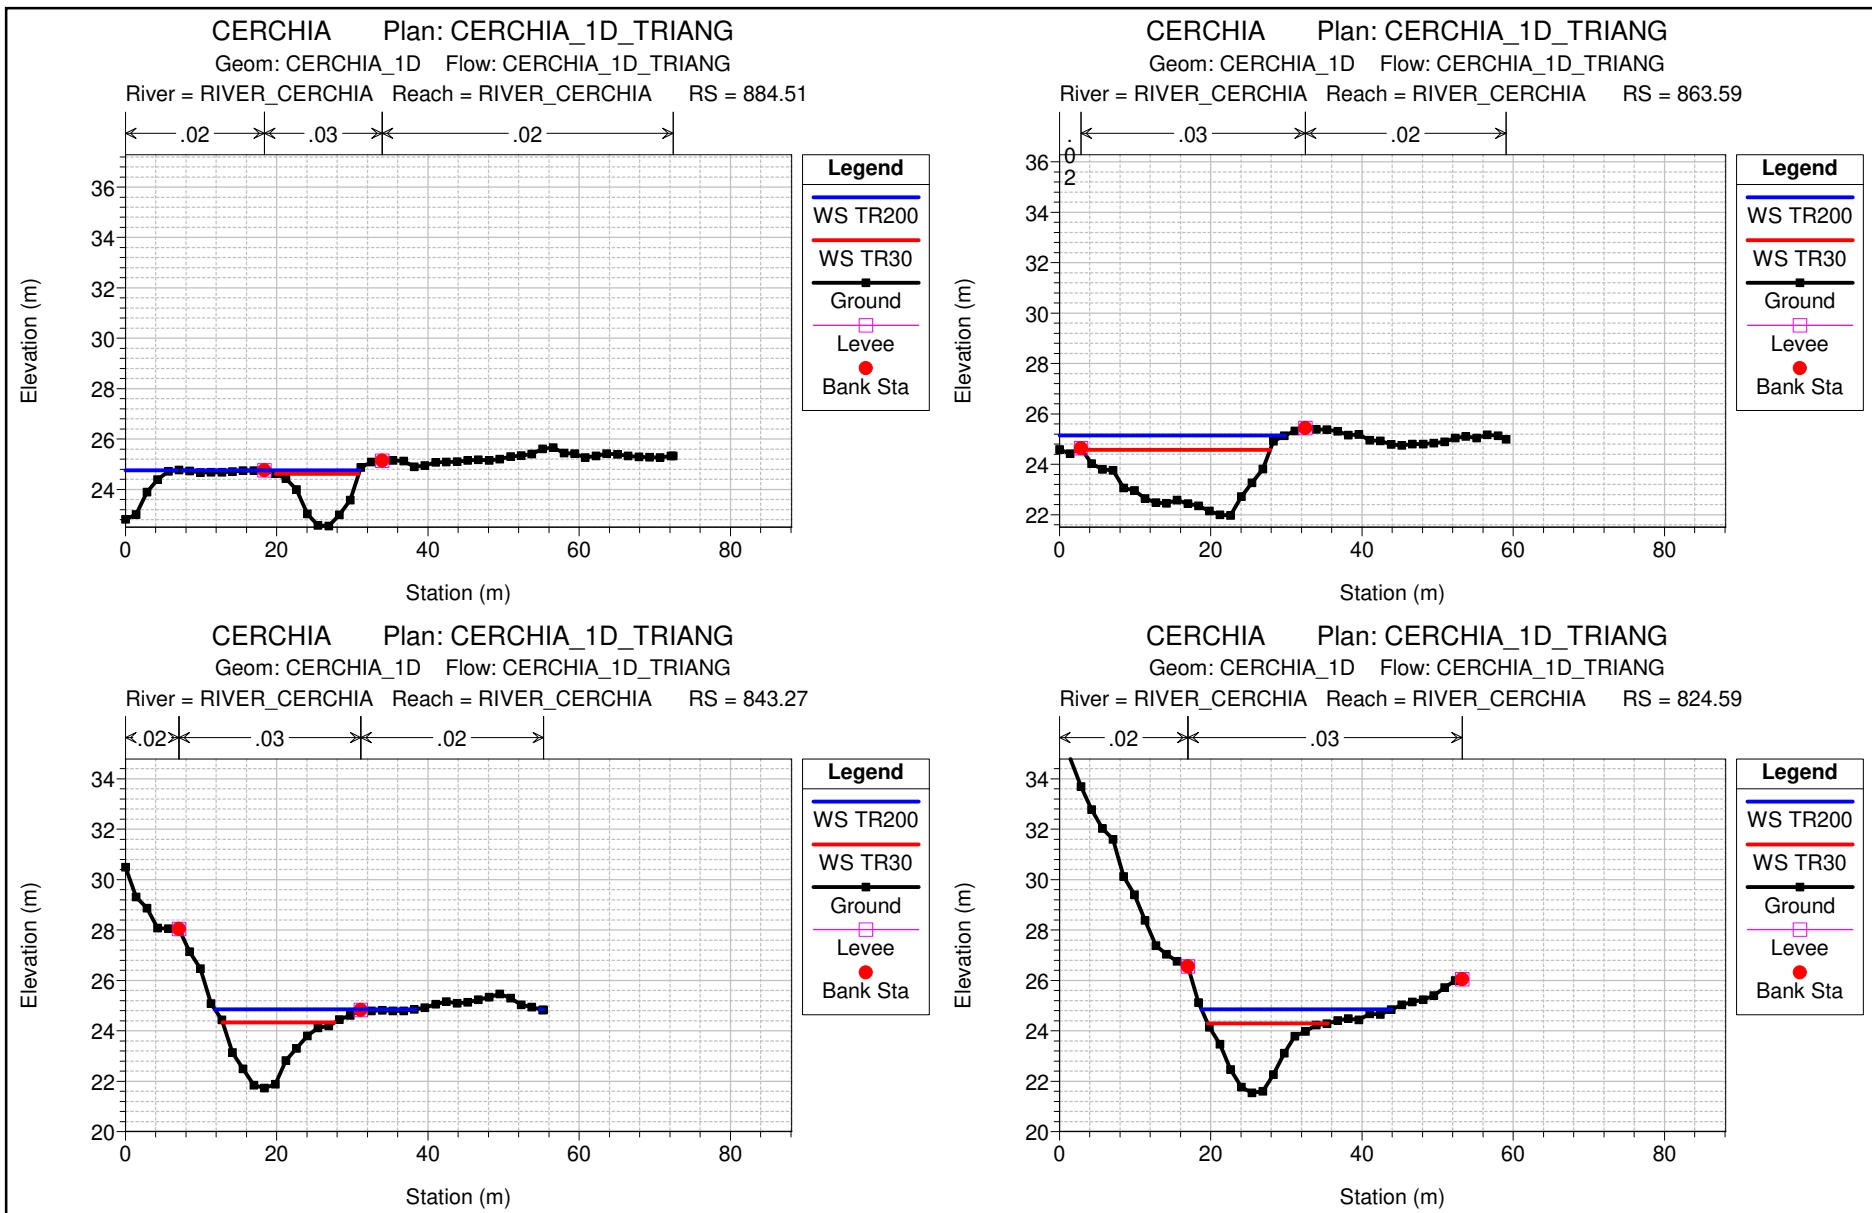 CERCHIA Plan: CERCHIA_1D_TRIANG
Geom: CERCHIA_1D Flow: CERCHIA_1D_TRIANG
River = RIVER_CERCHIA Reach = RIVER_CERCHIA RS = 884.51
.02 .03 .02
36
34
32
30
28
26
24
Elevation (m)
0 20 40 60 80
Station (m)
Legend
WS TR200
WS TR30
Ground
Levee
Bank Sta
CERCHIA Plan: CERCHIA_1D_TRIANG
Geom: CERCHIA_1D Flow: CERCHIA_1D_TRIANG
River = RIVER_CERCHIA Reach = RIVER_CERCHIA RS = 863.59
.02 .03 .02
36
34
32
30
28
26
24
22
Elevation (m)
0 20 40 60 80
Station (m)
Legend
WS TR200
WS TR30
Ground
Levee
Bank Sta
CERCHIA Plan: CERCHIA_1D_TRIANG
Geom: CERCHIA_1D Flow: CERCHIA_1D_TRIANG
River = RIVER_CERCHIA Reach = RIVER_CERCHIA RS = 843.27
.02 .03 .02
34
32
30
28
26
24
22
20
Elevation (m)
0 20 40 60 80
Station (m)
Legend
WS TR200
WS TR30
Ground
Levee
Bank Sta
CERCHIA Plan: CERCHIA_1D_TRIANG
Geom: CERCHIA_1D Flow: CERCHIA_1D_TRIANG
River = RIVER_CERCHIA Reach = RIVER_CERCHIA RS = 824.59
.02 .03
34
32
30
28
26
24
22
20
Elevation (m)
0 20 40 60 80
Station (m)
Legend
WS TR200
WS TR30
Ground
Levee
Bank Sta